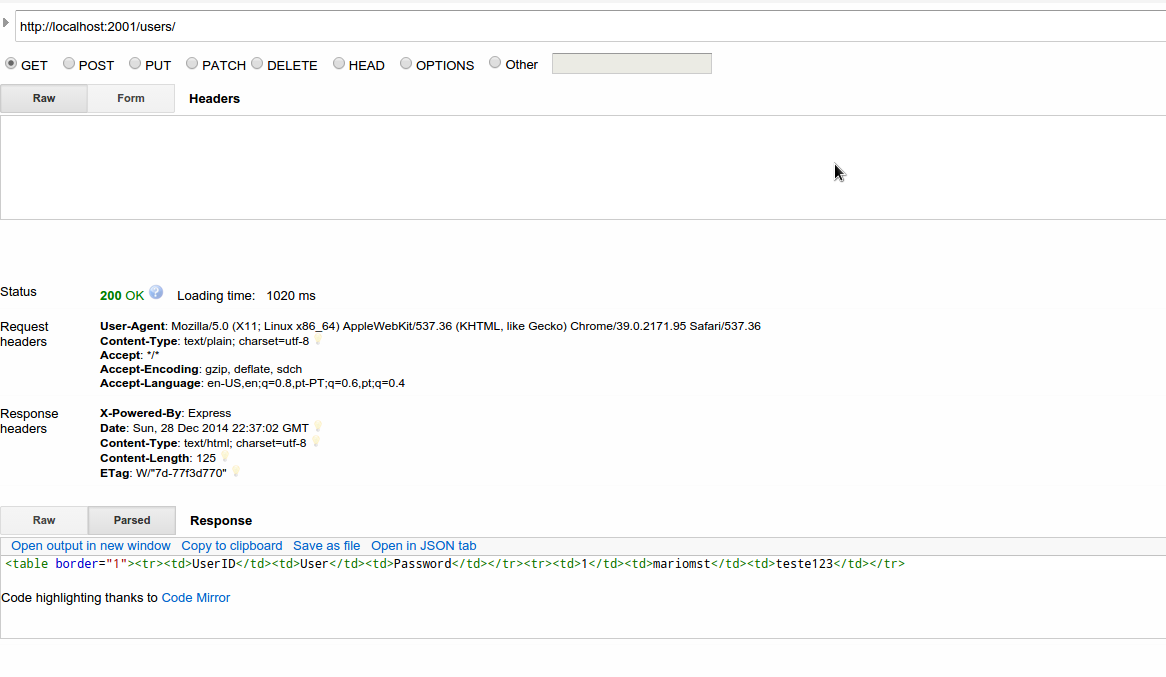 http://localhost:2001/users/
GET POST PUT PATCH DELETE HEAD OPTIONS Other
Raw Form Headers
Status 200 OK ? Loading time: 1020 ms
Request headers
User-Agent: Mozilla/5.0 (X11; Linux x86_64) AppleWebKit/537.36 (KHTML, like Gecko) Chrome/39.0.2171.95 Safari/537.36
Content-Type: text/plain; charset=utf-8
Accept: */*
Accept-Encoding: gzip, deflate, sdch
Accept-Language: en-US,en;q=0.8,pt-PT;q=0.6,pt;q=0.4
Response headers
X-Powered-By: Express
Date: Sun, 28 Dec 2014 22:37:02 GMT
Content-Type: text/html; charset=utf-8
Content-Length: 125
ETag: W/"7d-77f3d770"
Raw Parsed Response
Open output in new window Copy to clipboard Save as file Open in JSON tab
<table border="1"><tr><td>UserID</td><td>User</td><td>Password</td></tr><tr><td>1</td><td>mariomst</td><td>teste123</td></tr>
Code highlighting thanks to Code Mirror